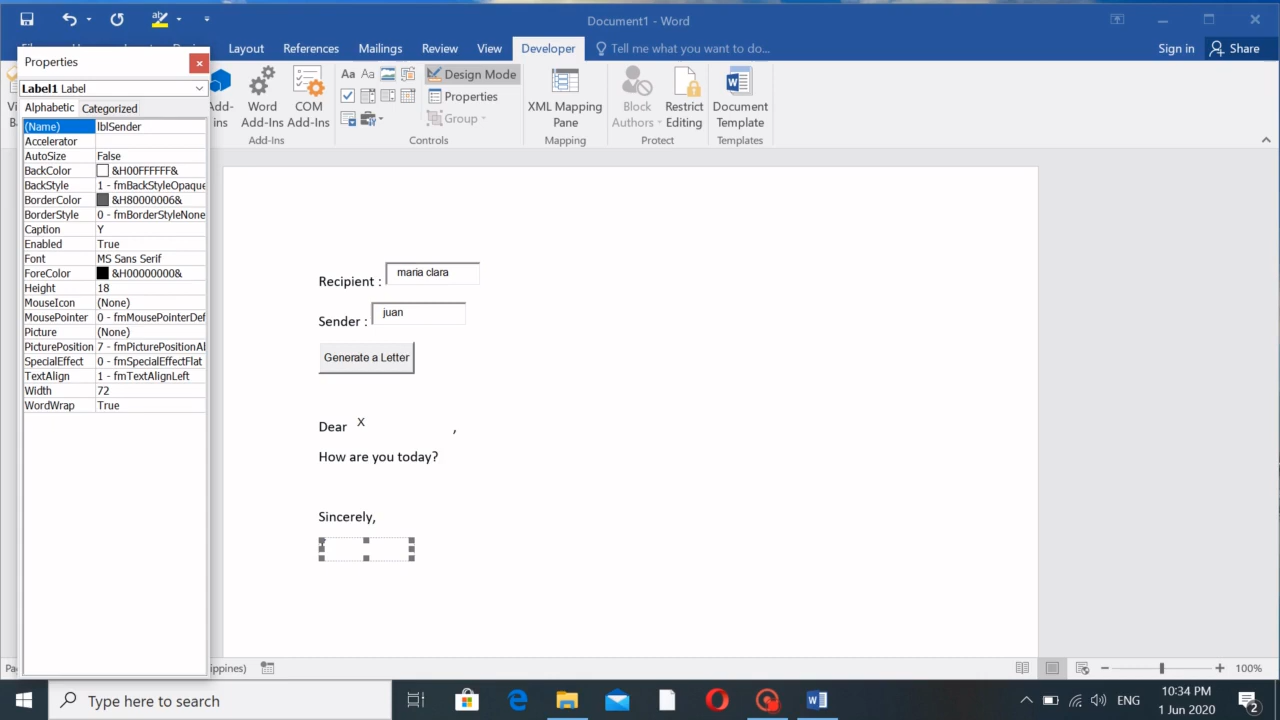 Document1 - Word
Layout References Mailings Review View Developer Tell me what you want to do... Sign in Share
Properties
Label1 Label
Alphabetic Categorized
(Name) lblSender
Accelerator
AutoSize False
BackColor &H00FFFFFF&
BackStyle 1 - fmBackStyleOpaque
BorderColor &H80000006&
BorderStyle 0 - fmBorderStyleNone
Caption Y
Enabled True
Font MS Sans Serif
ForeColor &H00000000&
Height 18
MouseIcon (None)
MousePointer 0 - fmMousePointerDef
Picture (None)
PicturePosition 7 - fmPicturePositionAl
SpecialEffect 0 - fmSpecialEffectFlat
TextAlign 1 - fmTextAlignLeft
Width 72
WordWrap True
Add-
ins
Word
Add-Ins
COM
Add-Ins
Add-Ins
Aa Aa
Design Mode
Properties
Group
Controls
XML Mapping
Pane
Mapping
Block
Authors
Restrict
Editing
Protect
Document
Template
Templates
Recipient : maria clara
Sender : juan
Generate a Letter
Dear X ,
How are you today?
Sincerely,
ippines)
100%
Type here to search
ENG
10:34 PM
1 Jun 2020
2